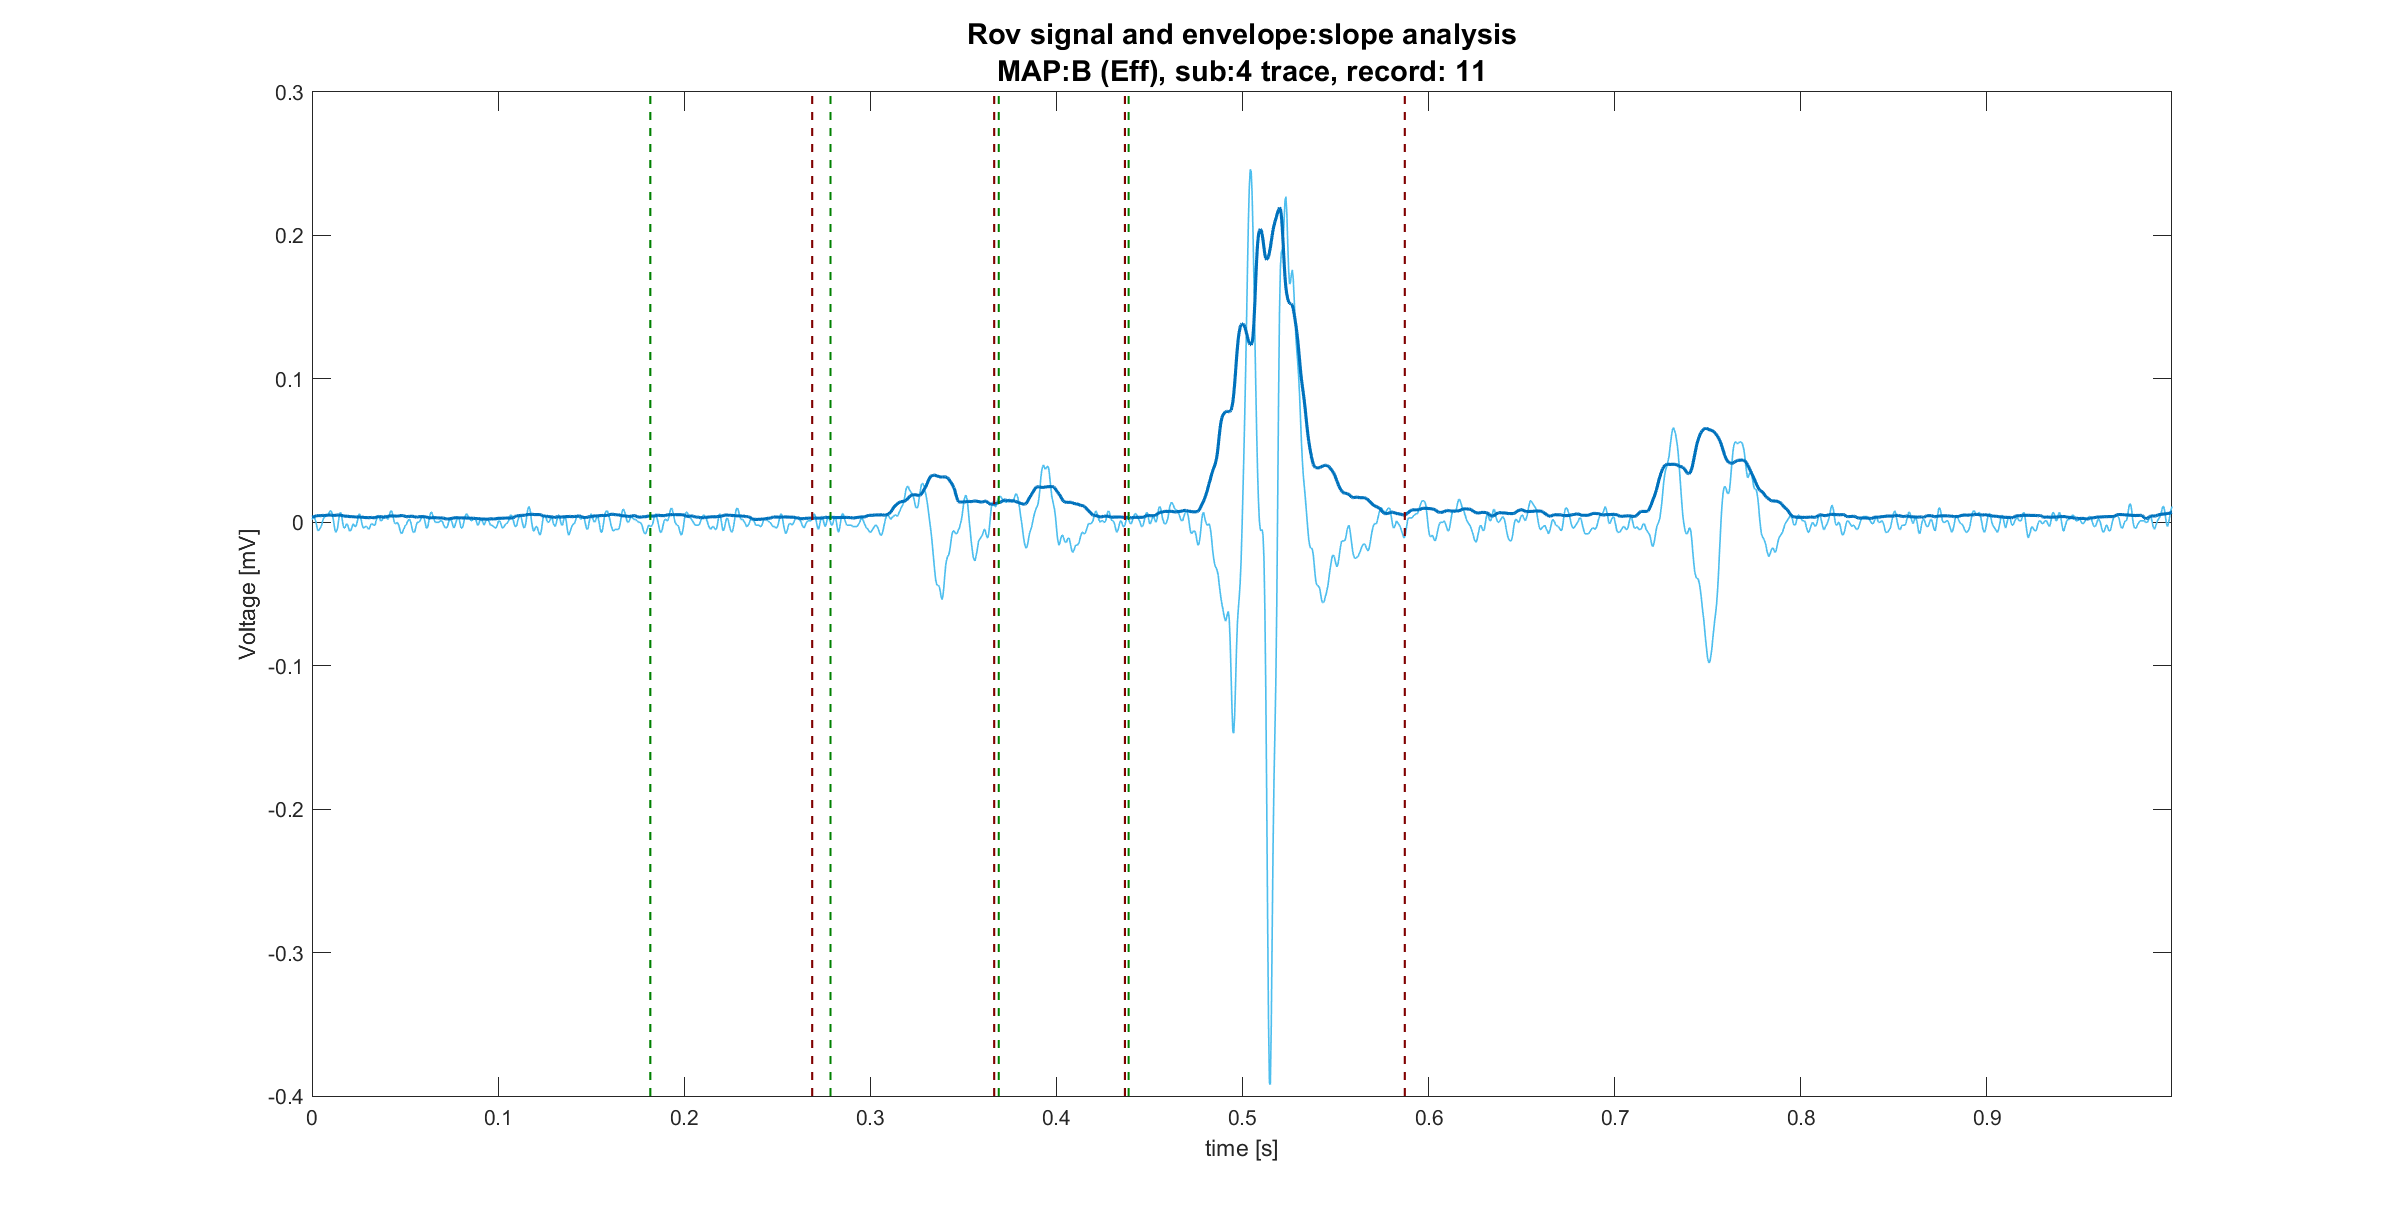 Rov signal and envelope:slope analysis
MAP:B (Eff), sub:4 trace, record: 11
0.3
0.2
0.1
0
-0.1
-0.2
-0.3
-0.4
Voltage [mV]
0 0.1 0.2 0.3 0.4 0.5 0.6 0.7 0.8 0.9
time [s]